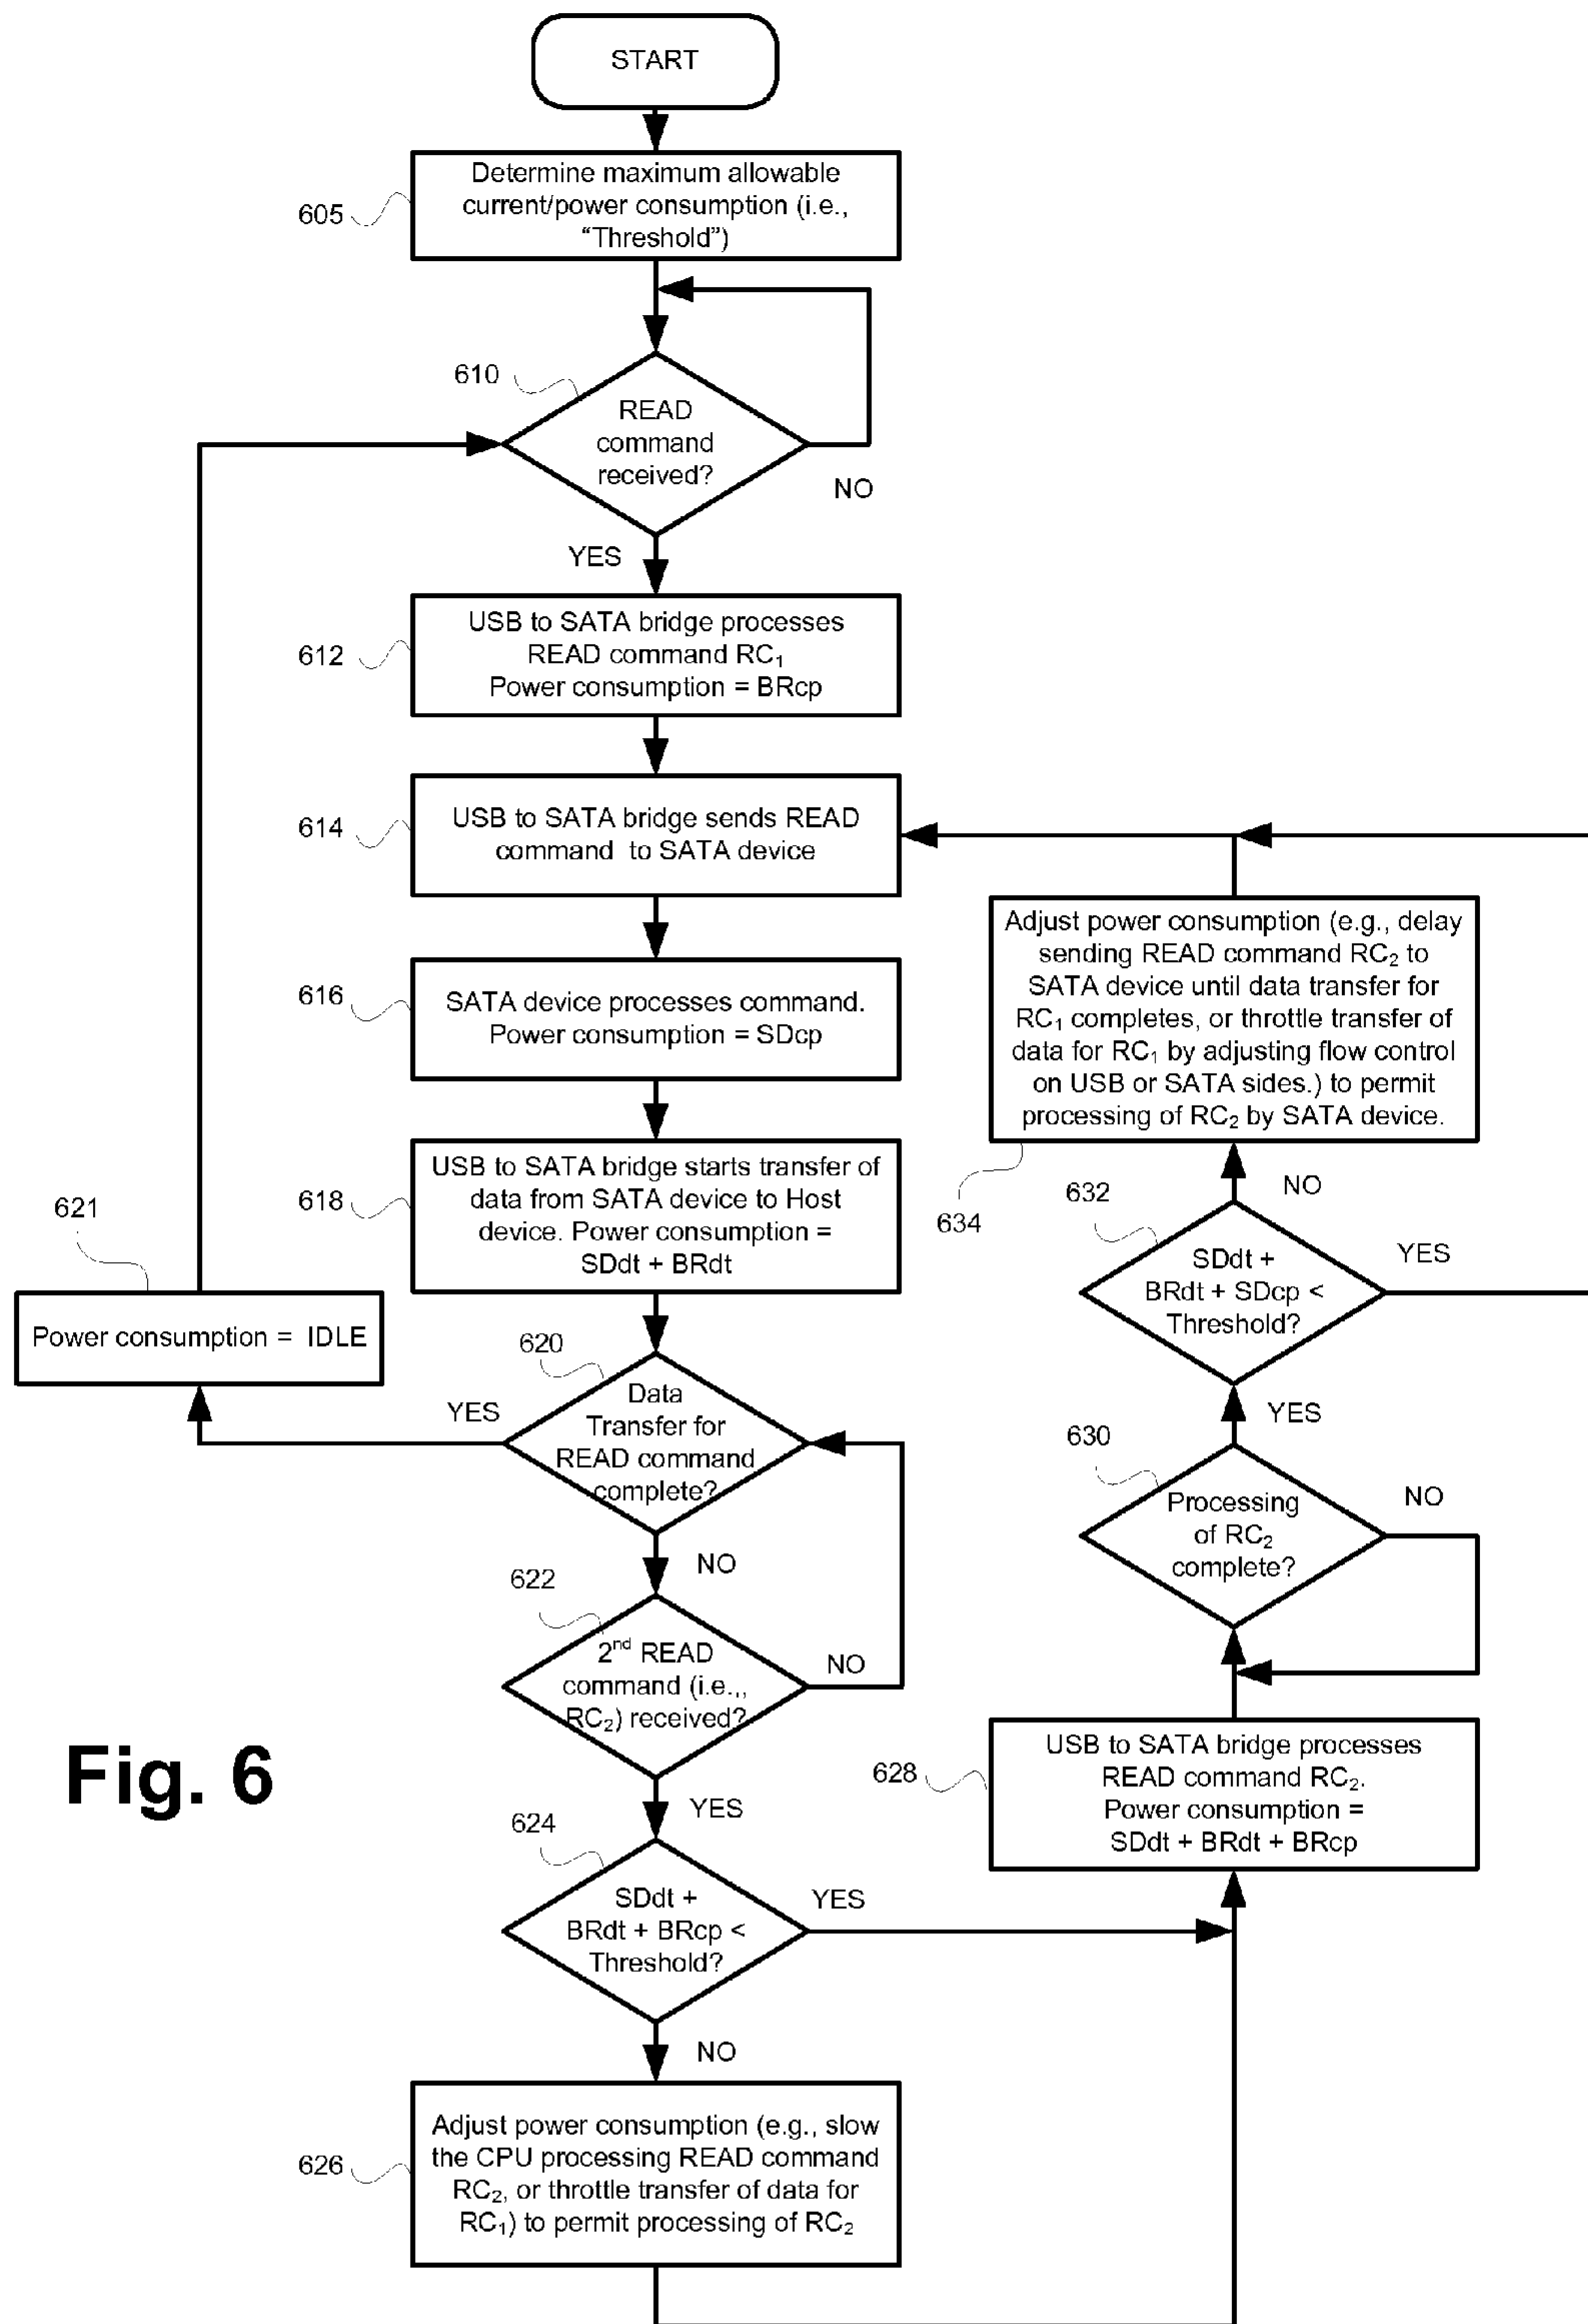 START
Determine maximum allowable
current/power consumption (i.e.,
“Threshold”)
605
610
READ
command
received?
NO
YES
USB to SATA bridge processes
READ command RC₁
Power consumption = BRcp
612
USB to SATA bridge sends READ
command to SATA device
614
SATA device processes command.
Power consumption = SDcp
616
USB to SATA bridge starts transfer of
data from SATA device to Host
device. Power consumption =
SDdt + BRdt
618
621
Power consumption = IDLE
620
Data
Transfer for
READ command
complete?
YES
NO
622
2nd READ
command (i.e.,,
RC₂) received?
NO
YES
624
SDdt +
BRdt + BRcp <
Threshold?
YES
NO
Adjust power consumption (e.g., slow
the CPU processing READ command
RC₂, or throttle transfer of data for
RC₁) to permit processing of RC₂
626
USB to SATA bridge processes
READ command RC₂.
Power consumption =
SDdt + BRdt + BRcp
628
630
Processing
of RC₂
complete?
NO
YES
632
SDdt +
BRdt + SDcp <
Threshold?
YES
NO
Adjust power consumption (e.g., delay
sending READ command RC₂ to
SATA device until data transfer for
RC₁ completes, or throttle transfer of
data for RC₁ by adjusting flow control
on USB or SATA sides.) to permit
processing of RC₂ by SATA device.
634
Fig. 6